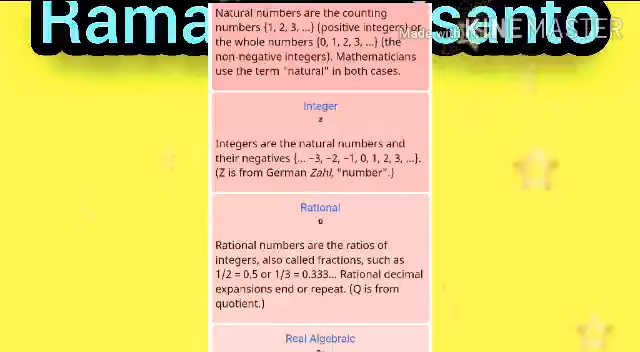 Rama santo
Made with KINEMASTER
Natural numbers are the counting
numbers {1, 2, 3, ...} (positive integers) or
the whole numbers {0, 1, 2, 3, ...} (the
non-negative integers). Mathematicians
use the term "natural" in both cases.
Integer
Z
Integers are the natural numbers and
their negatives {... −3, −2, −1, 0, 1, 2, 3, ...}.
(Z is from German Zahl, "number".)
Rational
Q
Rational numbers are the ratios of
integers, also called fractions, such as
1/2 = 0.5 or 1/3 = 0.333... Rational decimal
expansions end or repeat. (Q is from
quotient.)
Real Algebraic